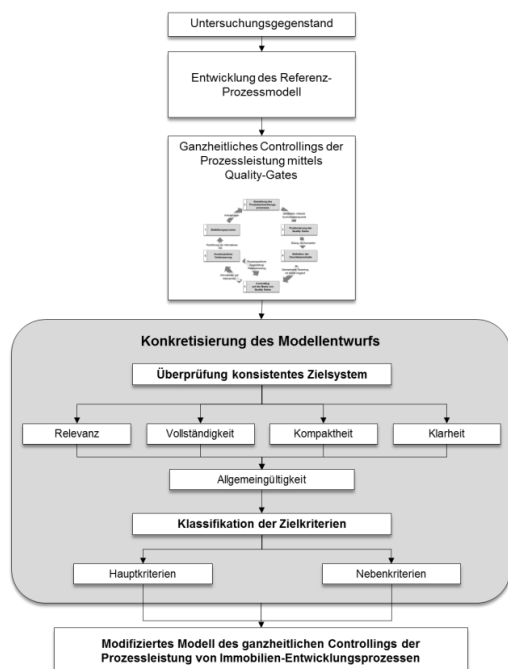 Untersuchungsgegenstand
Entwicklung des Referenz-
Prozessmodell
Ganzheitliches Controllings der
Prozessleistung mittels
Quality-Gates
Konkretisierung des Modellentwurfs
Überprüfung konsistentes Zielsystem
Relevanz
Vollständigkeit
Kompaktheit
Klarheit
Allgemeingültigkeit
Klassifikation der Zielkriterien
Hauptkriterien
Nebenkriterien
Modifiziertes Modell des ganzheitlichen Controllings der
Prozessleistung von Immobilien-Entwicklungsprozessen